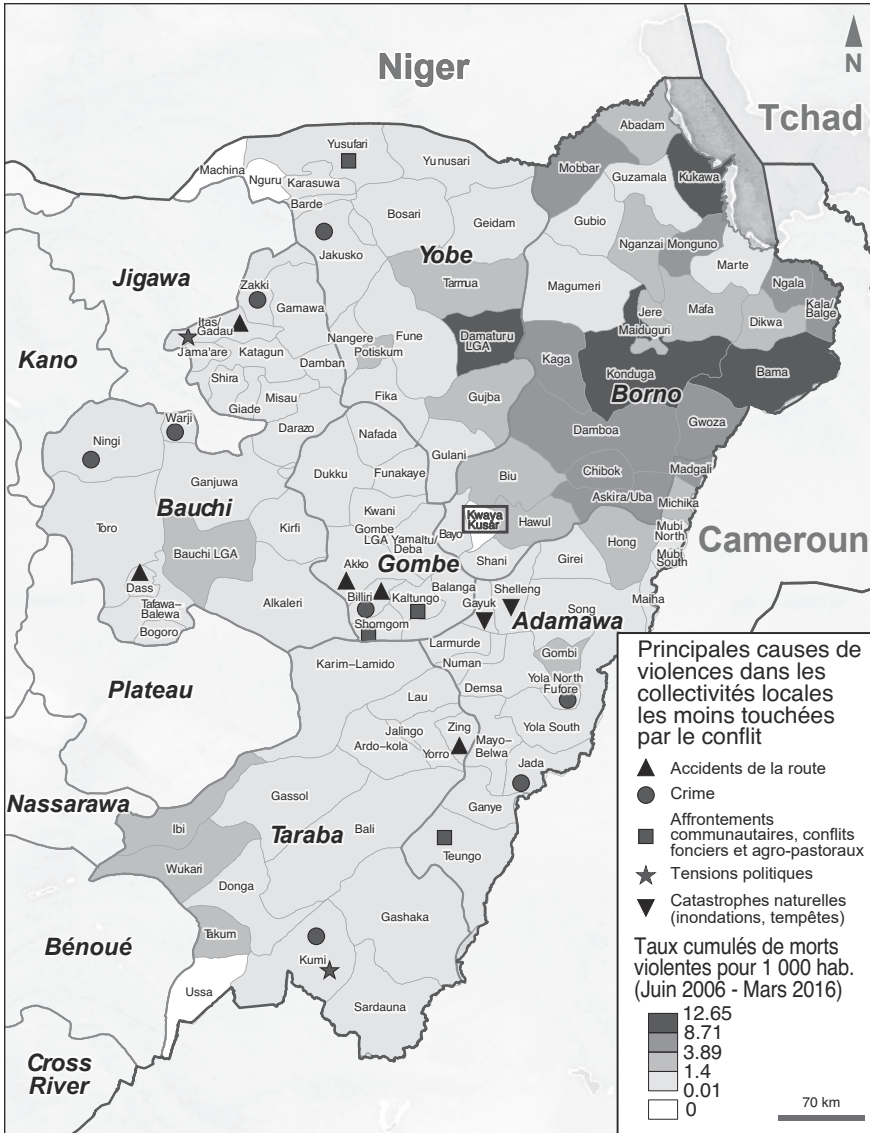 Niger
N
Tchad
Abadam
Yusufari
Yunusari
Mobbar
Machina
Nguru
Karasuwa
Guzamala
Kukawa
Barde
Bosari
Geidam
Gubio
Jakusko
Yobe
Nganzai
Monguno
Jigawa
Tarmua
Marte
Zakki
Gamawa
Magumeri
Ngala
Kala/
Balge
Itas/
Gadau
Jere
Mafa
Dikwa
Nangere
Fune
Damaturu
LGA
Maiduguri
Kano
Jama'are
Katagun
Potiskum
Damban
Kaga
Konduga
Bama
Shira
Borno
Misau
Fika
Gujba
Giade
Warji
Darazo
Gwoza
Damboa
Ningi
Nafada
Gulani
Ganjuwa
Dukku
Funakaye
Biu
Chibok
Madgali
Bauchi
Askira/Uba
Michika
Toro
Kirfi
Kwani
Kwaya
Kusar
Hawul
Gombe
LGA
Yamaltu/
Deba
Bayo
Mubi
North
Cameroun
Bauchi LGA
Hong
Mubi
South
Akko
Gombe
Shani
Girei
Dass
Billiri
Kaltungo
Balanga
Shelleng
Maiha
Tafawa–
Balewa
Alkaleri
Gayuk
Song
Bogoro
Shomgom
Adamawa
Larmurde
Karim–Lamido
Numan
Gombi
Plateau
Yola North
Fufore
Lau
Demsa
Zing
Jalingo
Mayo–
Belwa
Yola South
Ardo–kola
Yorro
Jada
Nassarawa
Gassol
Ganye
Ibi
Taraba
Bali
Teungo
Wukari
Donga
Gashaka
Bénoué
Takum
Kumi
Ussa
Sardauna
Cross
River
Principales causes de
violences dans les
collectivités locales
les moins touchées
par le conflit
Accidents de la route
Crime
Affrontements
communautaires, conflits
fonciers et agro-pastoraux
Tensions politiques
Catastrophes naturelles
(inondations, tempêtes)
Taux cumulés de morts
violentes pour 1 000 hab.
(Juin 2006 - Mars 2016)
12.65
8.71
3.89
1.4
0.01
0
70 km